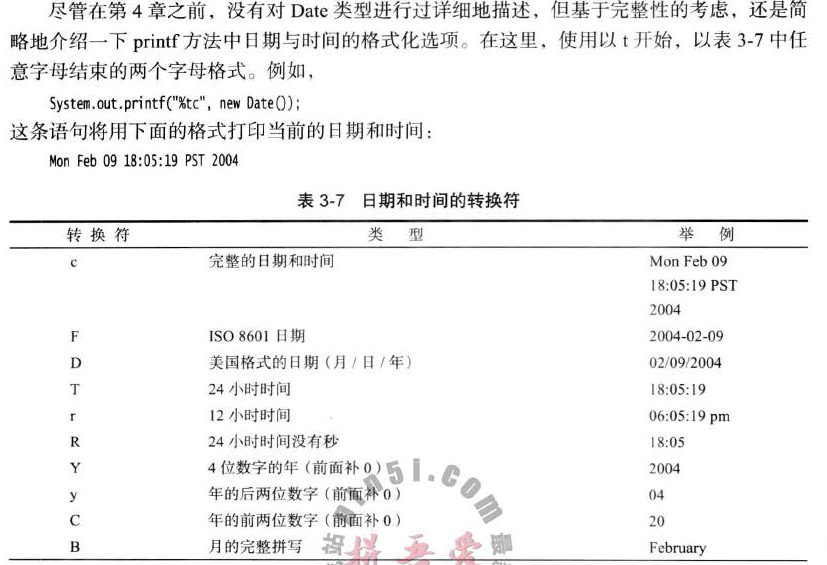 尽管在第 4 章之前，没有对 Date 类型进行过详细地描述，但基于完整性的考虑，还是简
略地介绍一下 printf 方法中日期与时间的格式化选项。在这里，使用以 t 开始，以表 3-7 中任
意字母结束的两个字母格式。例如，
System.out.printf("%tc", new Date());
这条语句将用下面的格式打印当前的日期和时间：
Mon Feb 09 18:05:19 PST 2004
表 3-7 日期和时间的转换符
转换符 类型 举例
c 完整的日期和时间 Mon Feb 09
18:05:19 PST
2004
F ISO 8601 日期 2004-02-09
D 美国格式的日期（月 / 日 / 年） 02/09/2004
T 24 小时时间 18:05:19
r 12 小时时间 06:05:19 pm
R 24 小时时间没有秒 18:05
Y 4 位数字的年（前面补 0） 2004
y 年的后两位数字（前面补 0） 04
C 年的前两位数字（前面补 0） 20
B 月的完整拼写 February